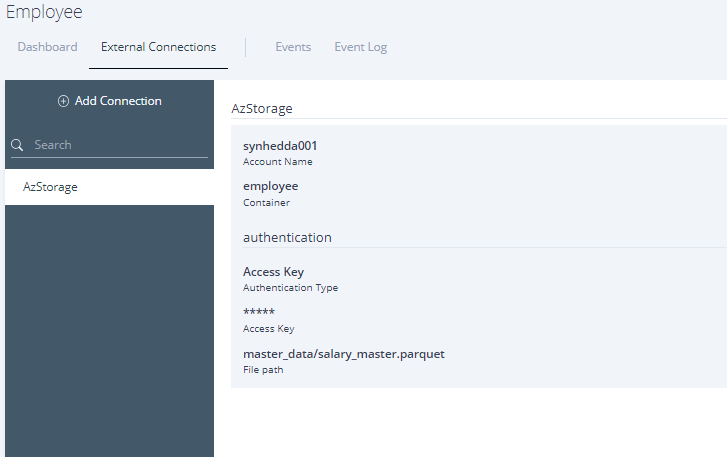 Employee
Dashboard External Connections Events Event Log
Add Connection
Search
AzStorage
AzStorage
synhedda001
Account Name
employee
Container
authentication
Access Key
Authentication Type
*****
Access Key
master_data/salary_master.parquet
File path